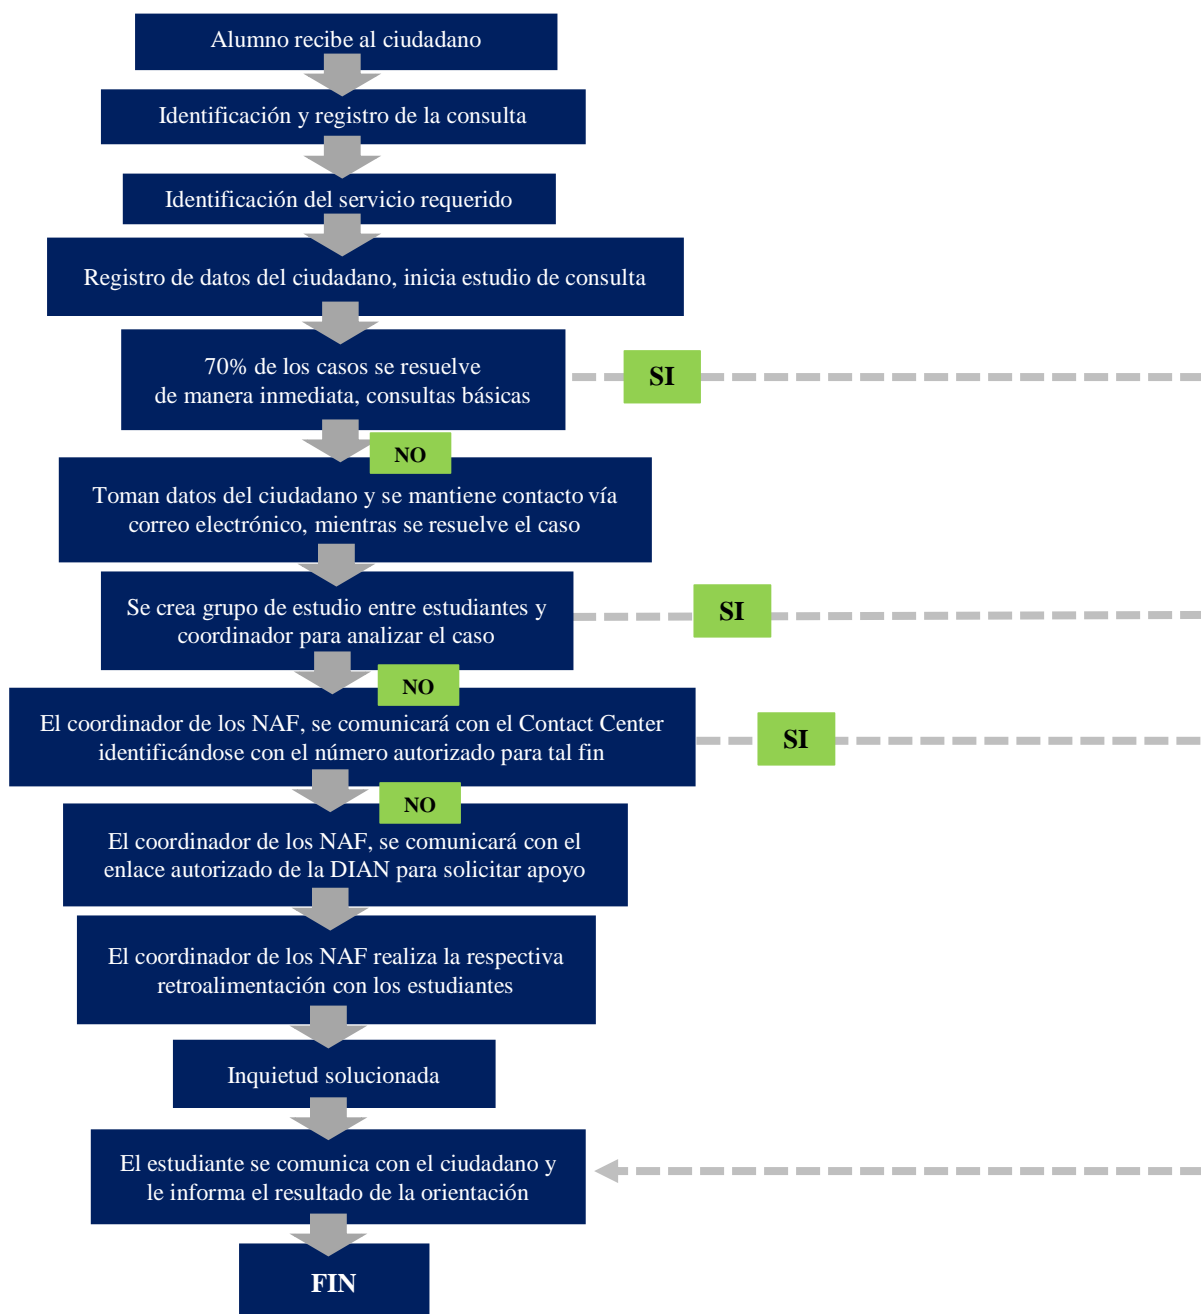 Alumno recibe al ciudadano
Identificación y registro de la consulta
Identificación del servicio requerido
Registro de datos del ciudadano, inicia estudio de consulta
70% de los casos se resuelve
de manera inmediata, consultas básicas
SI
NO
Toman datos del ciudadano y se mantiene contacto vía
correo electrónico, mientras se resuelve el caso
Se crea grupo de estudio entre estudiantes y
coordinador para analizar el caso
SI
NO
El coordinador de los NAF, se comunicará con el Contact Center
identificándose con el número autorizado para tal fin
SI
NO
El coordinador de los NAF, se comunicará con el
enlace autorizado de la DIAN para solicitar apoyo
El coordinador de los NAF realiza la respectiva
retroalimentación con los estudiantes
Inquietud solucionada
El estudiante se comunica con el ciudadano y
le informa el resultado de la orientación
FIN